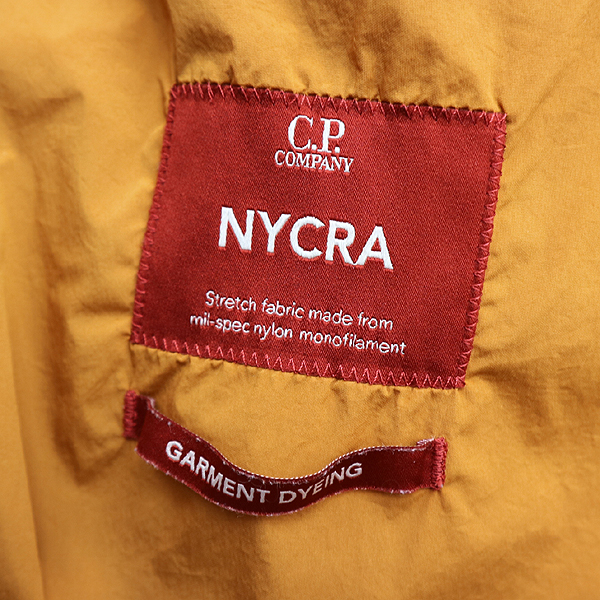 C.P.
COMPANY
NYCRA
Stretch fabric made from
mil-spec nylon monofilament
GARMENT DYEING